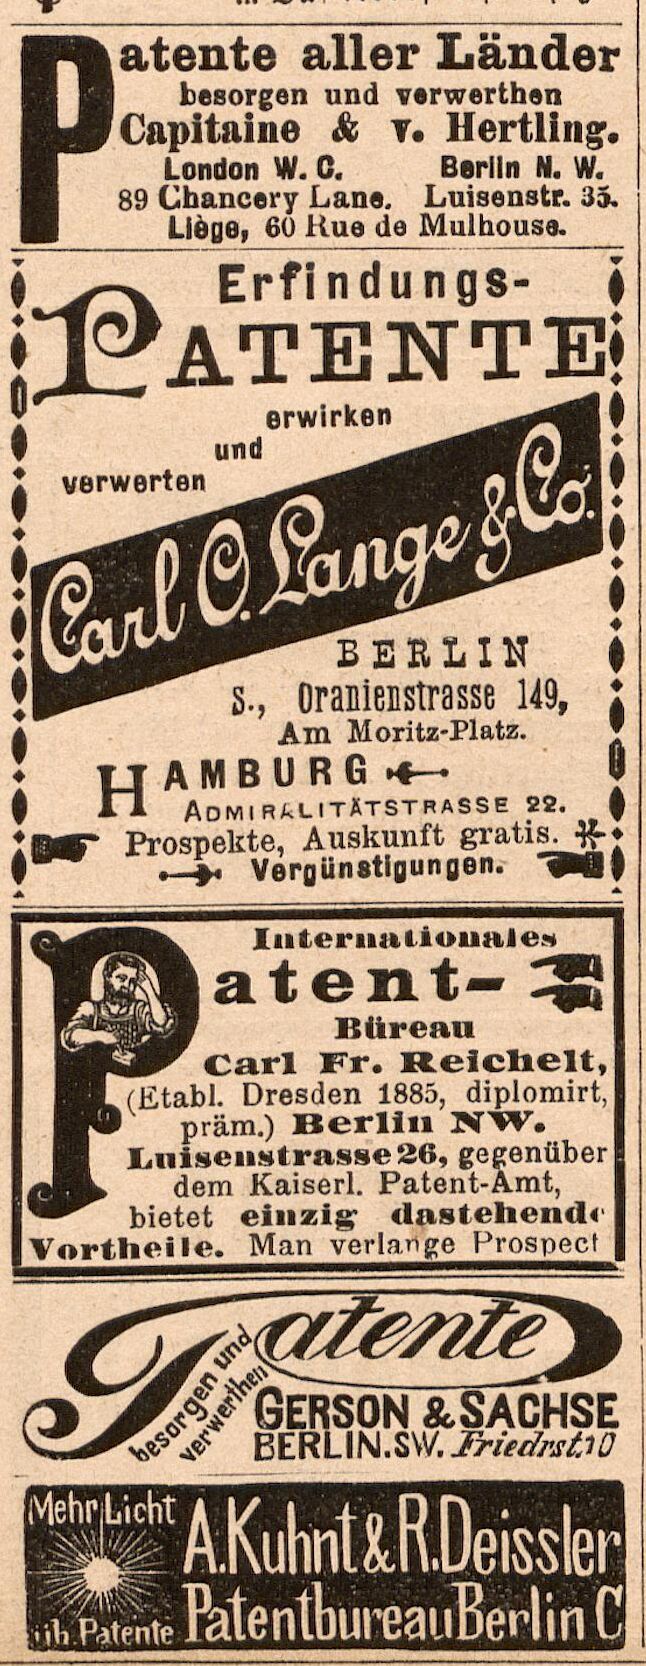 Patente aller Länder
besorgen und verwerthen
Capitaine & v. Hertling.
London W. C. Berlin N. W.
89 Chancery Lane. Luisenstr. 35.
Liège, 60 Rue de Mulhouse.
Erfindungs-
PATENTE
erwirken
und
verwerten
Carl O. Lange & Co.
BERLIN
S., Oranienstrasse 149,
Am Moritz-Platz.
HAMBURG
ADMIRALITÄTSTRASSE 22.
Prospekte, Auskunft gratis.
Vergünstigungen.
Internationales
Patent-
Büreau
Carl Fr. Reichelt,
(Etabl. Dresden 1885, diplomirt,
präm.) Berlin NW.
Luisenstrasse 26, gegenüber
dem Kaiserl. Patent-Amt,
bietet einzig dastehende
Vortheile. Man verlange Prospect
Patente
besorgen und
verwerthen
GERSON & SACHSE
BERLIN.SW. Friedrst.10
Mehr Licht
üb. Patente
A.Kuhnt & R.Deissler
Patentbureau Berlin C